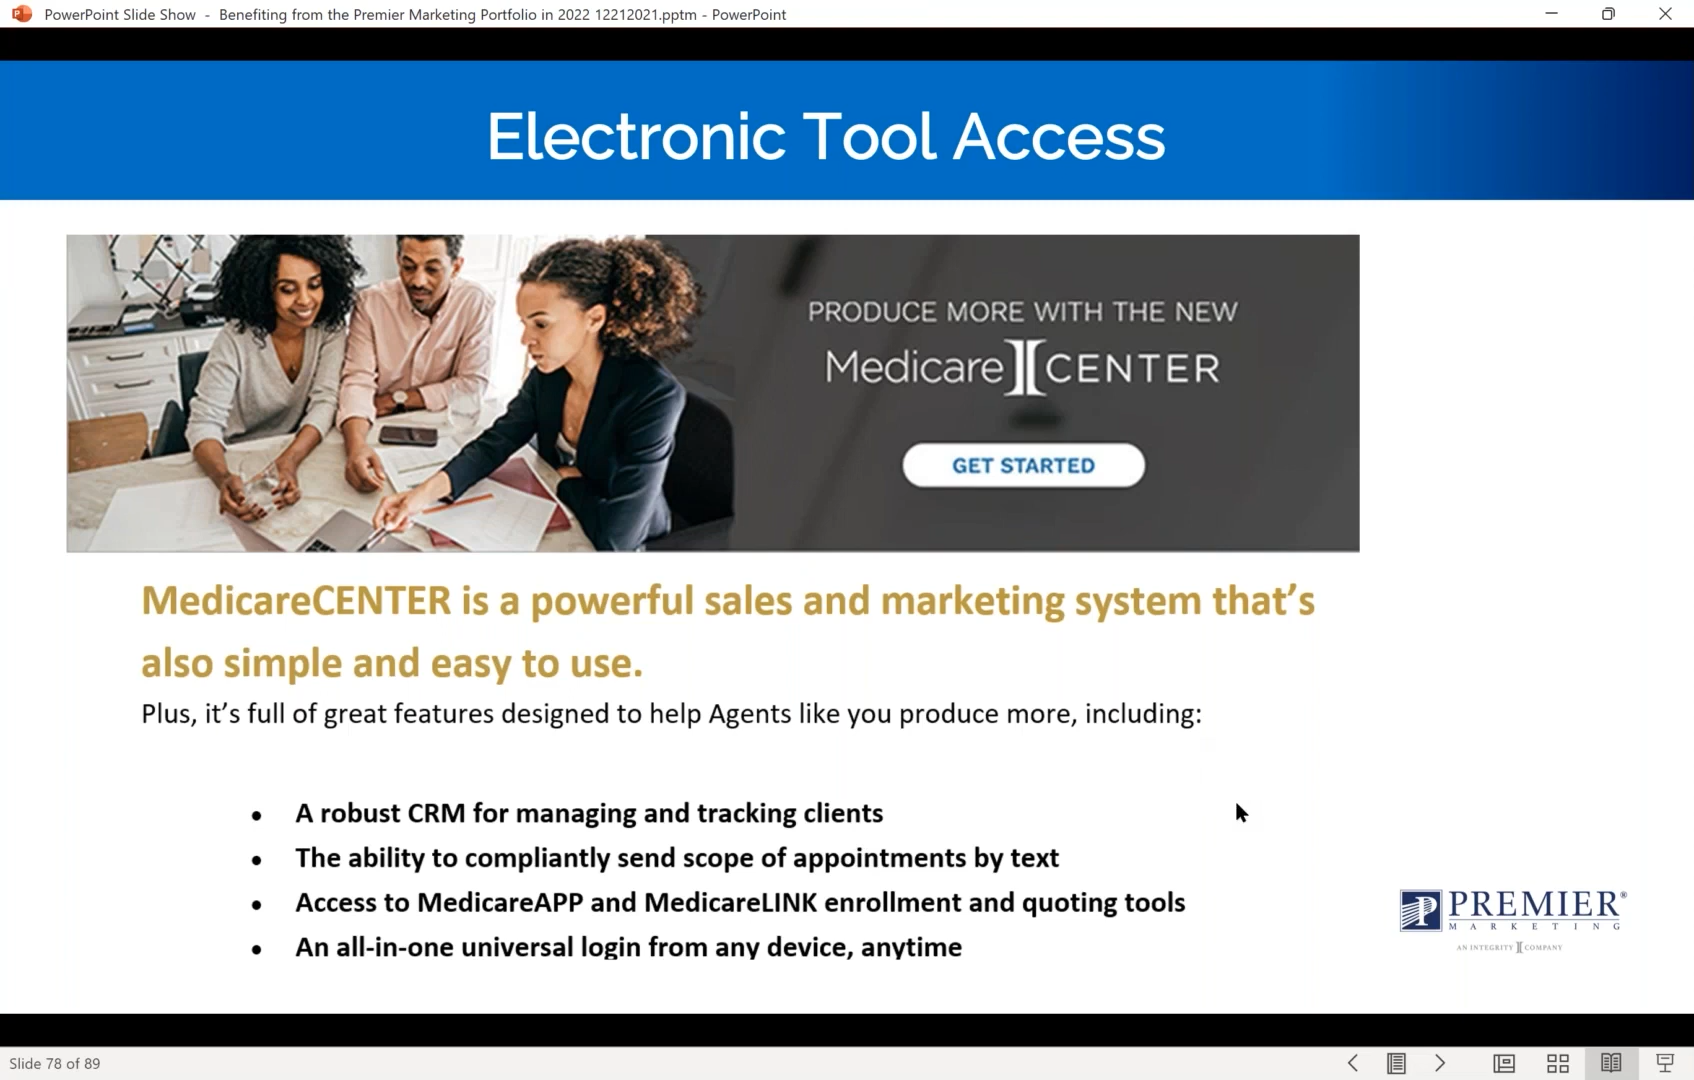 PowerPoint Slide Show - Benefiting from the Premier Marketing Portfolio in 2022 12212021.pptm - PowerPoint
Electronic Tool Access
PRODUCE MORE WITH THE NEW
Medicare CENTER
GET STARTED
MedicareCENTER is a powerful sales and marketing system that's
also simple and easy to use.
Plus, it's full of great features designed to help Agents like you produce more, including:
• A robust CRM for managing and tracking clients
• The ability to compliantly send scope of appointments by text
• Access to MedicareAPP and MedicareLINK enrollment and quoting tools
• An all-in-one universal login from any device, anytime
P PREMIER®
MARKETING
AN INTEGRITY COMPANY
Slide 78 of 89